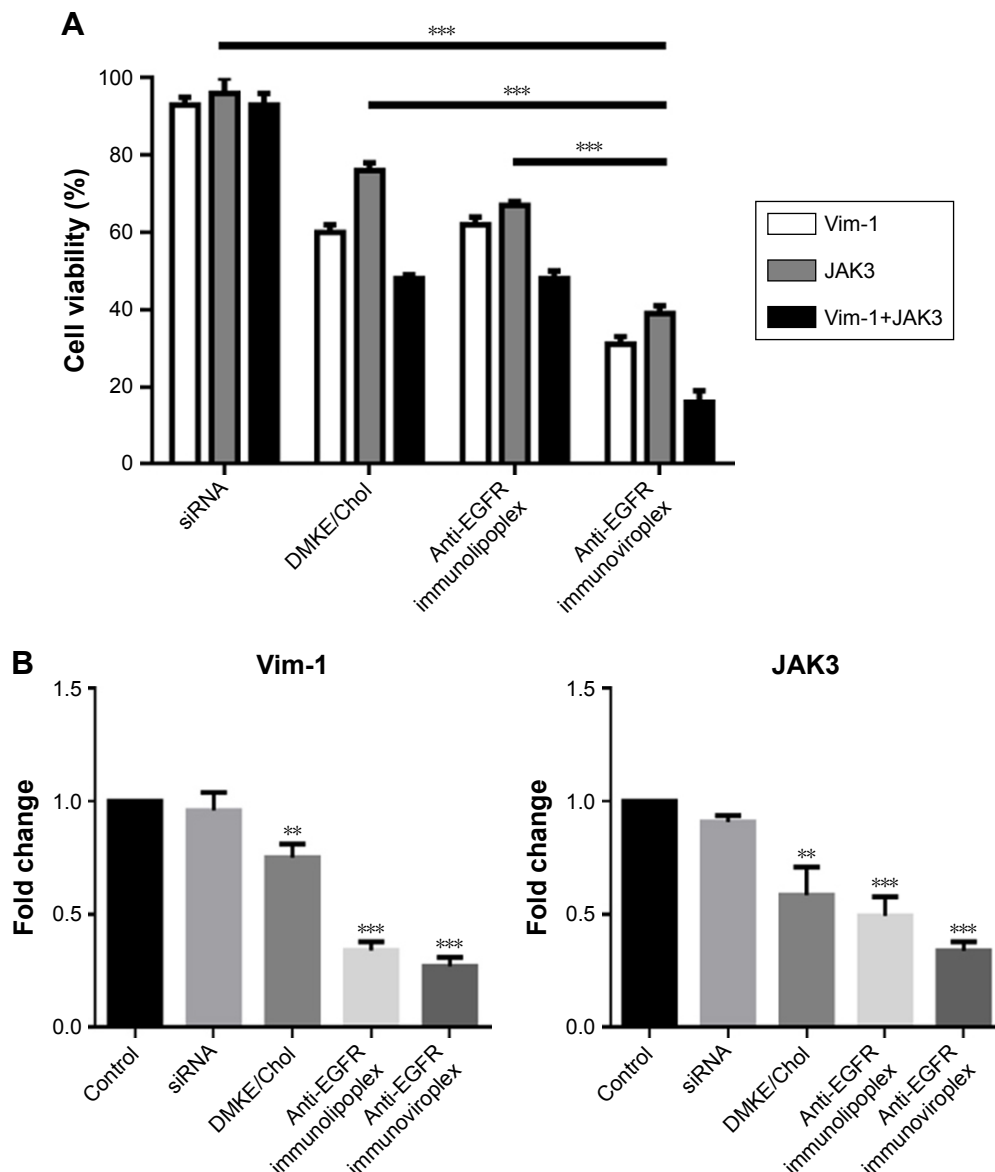 A
***
***
***
100
80
60
40
20
0
Cell viability (%)
siRNA
DMKE/Chol
Anti-EGFR
immunolipoplex
Anti-EGFR
immunoviroplex
Vim-1
JAK3
Vim-1+JAK3
B
Vim-1
1.5
1.0
0.5
0.0
Fold change
**
***
***
Control
siRNA
DMKE/Chol
Anti-EGFR
immunolipoplex
Anti-EGFR
immunoviroplex
JAK3
1.5
1.0
0.5
0.0
Fold change
**
***
***
Control
siRNA
DMKE/Chol
Anti-EGFR
immunolipoplex
Anti-EGFR
immunoviroplex